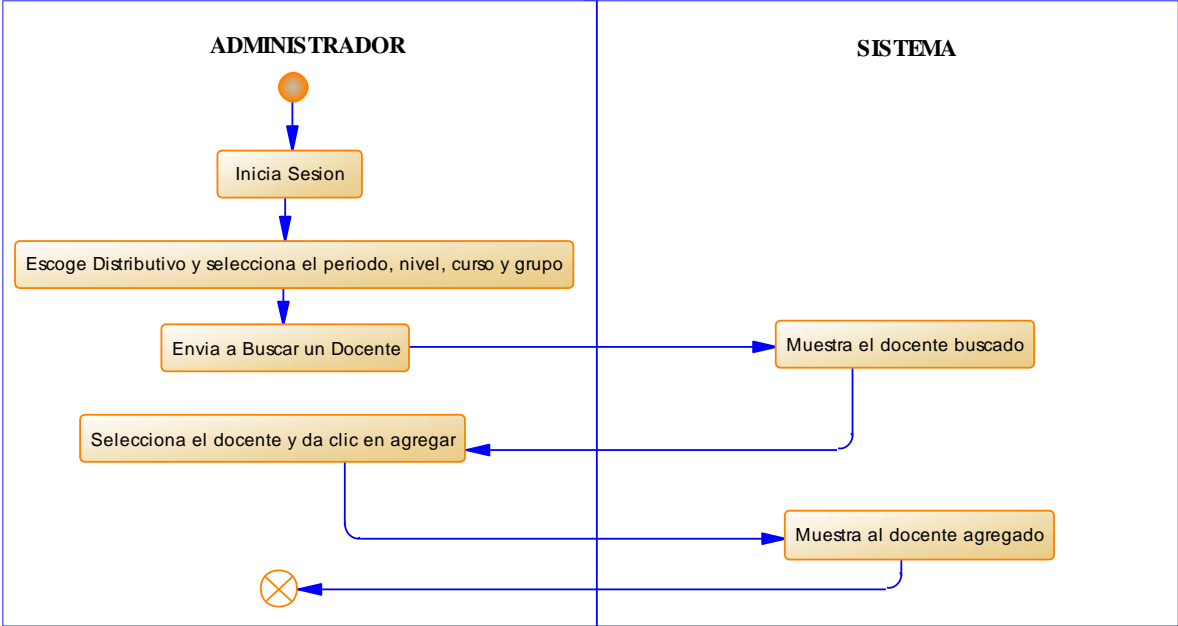 ADMINISTRADOR
SISTEMA
Inicia Sesion
Escoge Distributivo y selecciona el periodo, nivel, curso y grupo
Envia a Buscar un Docente
Muestra el docente buscado
Selecciona el docente y da clic en agregar
Muestra al docente agregado